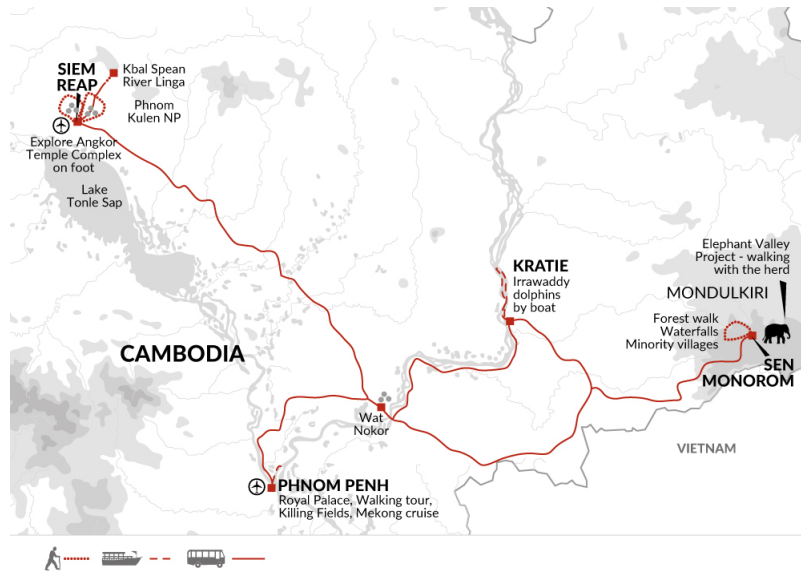 SIEM
REAP
Kbal Spean
River Linga
Phnom
Kulen NP
Explore Angkor
Temple Complex
on foot
Lake
Tonle Sap
KRATIE
Irrawaddy
dolphins
by boat
Elephant Valley
Project - walking
with the herd
MONDULKIRI
Forest walk
Waterfalls
Minority villages
SEN
MONOROM
CAMBODIA
Wat
Nokor
VIETNAM
PHNOM PENH
Royal Palace, Walking tour,
Killing Fields, Mekong cruise